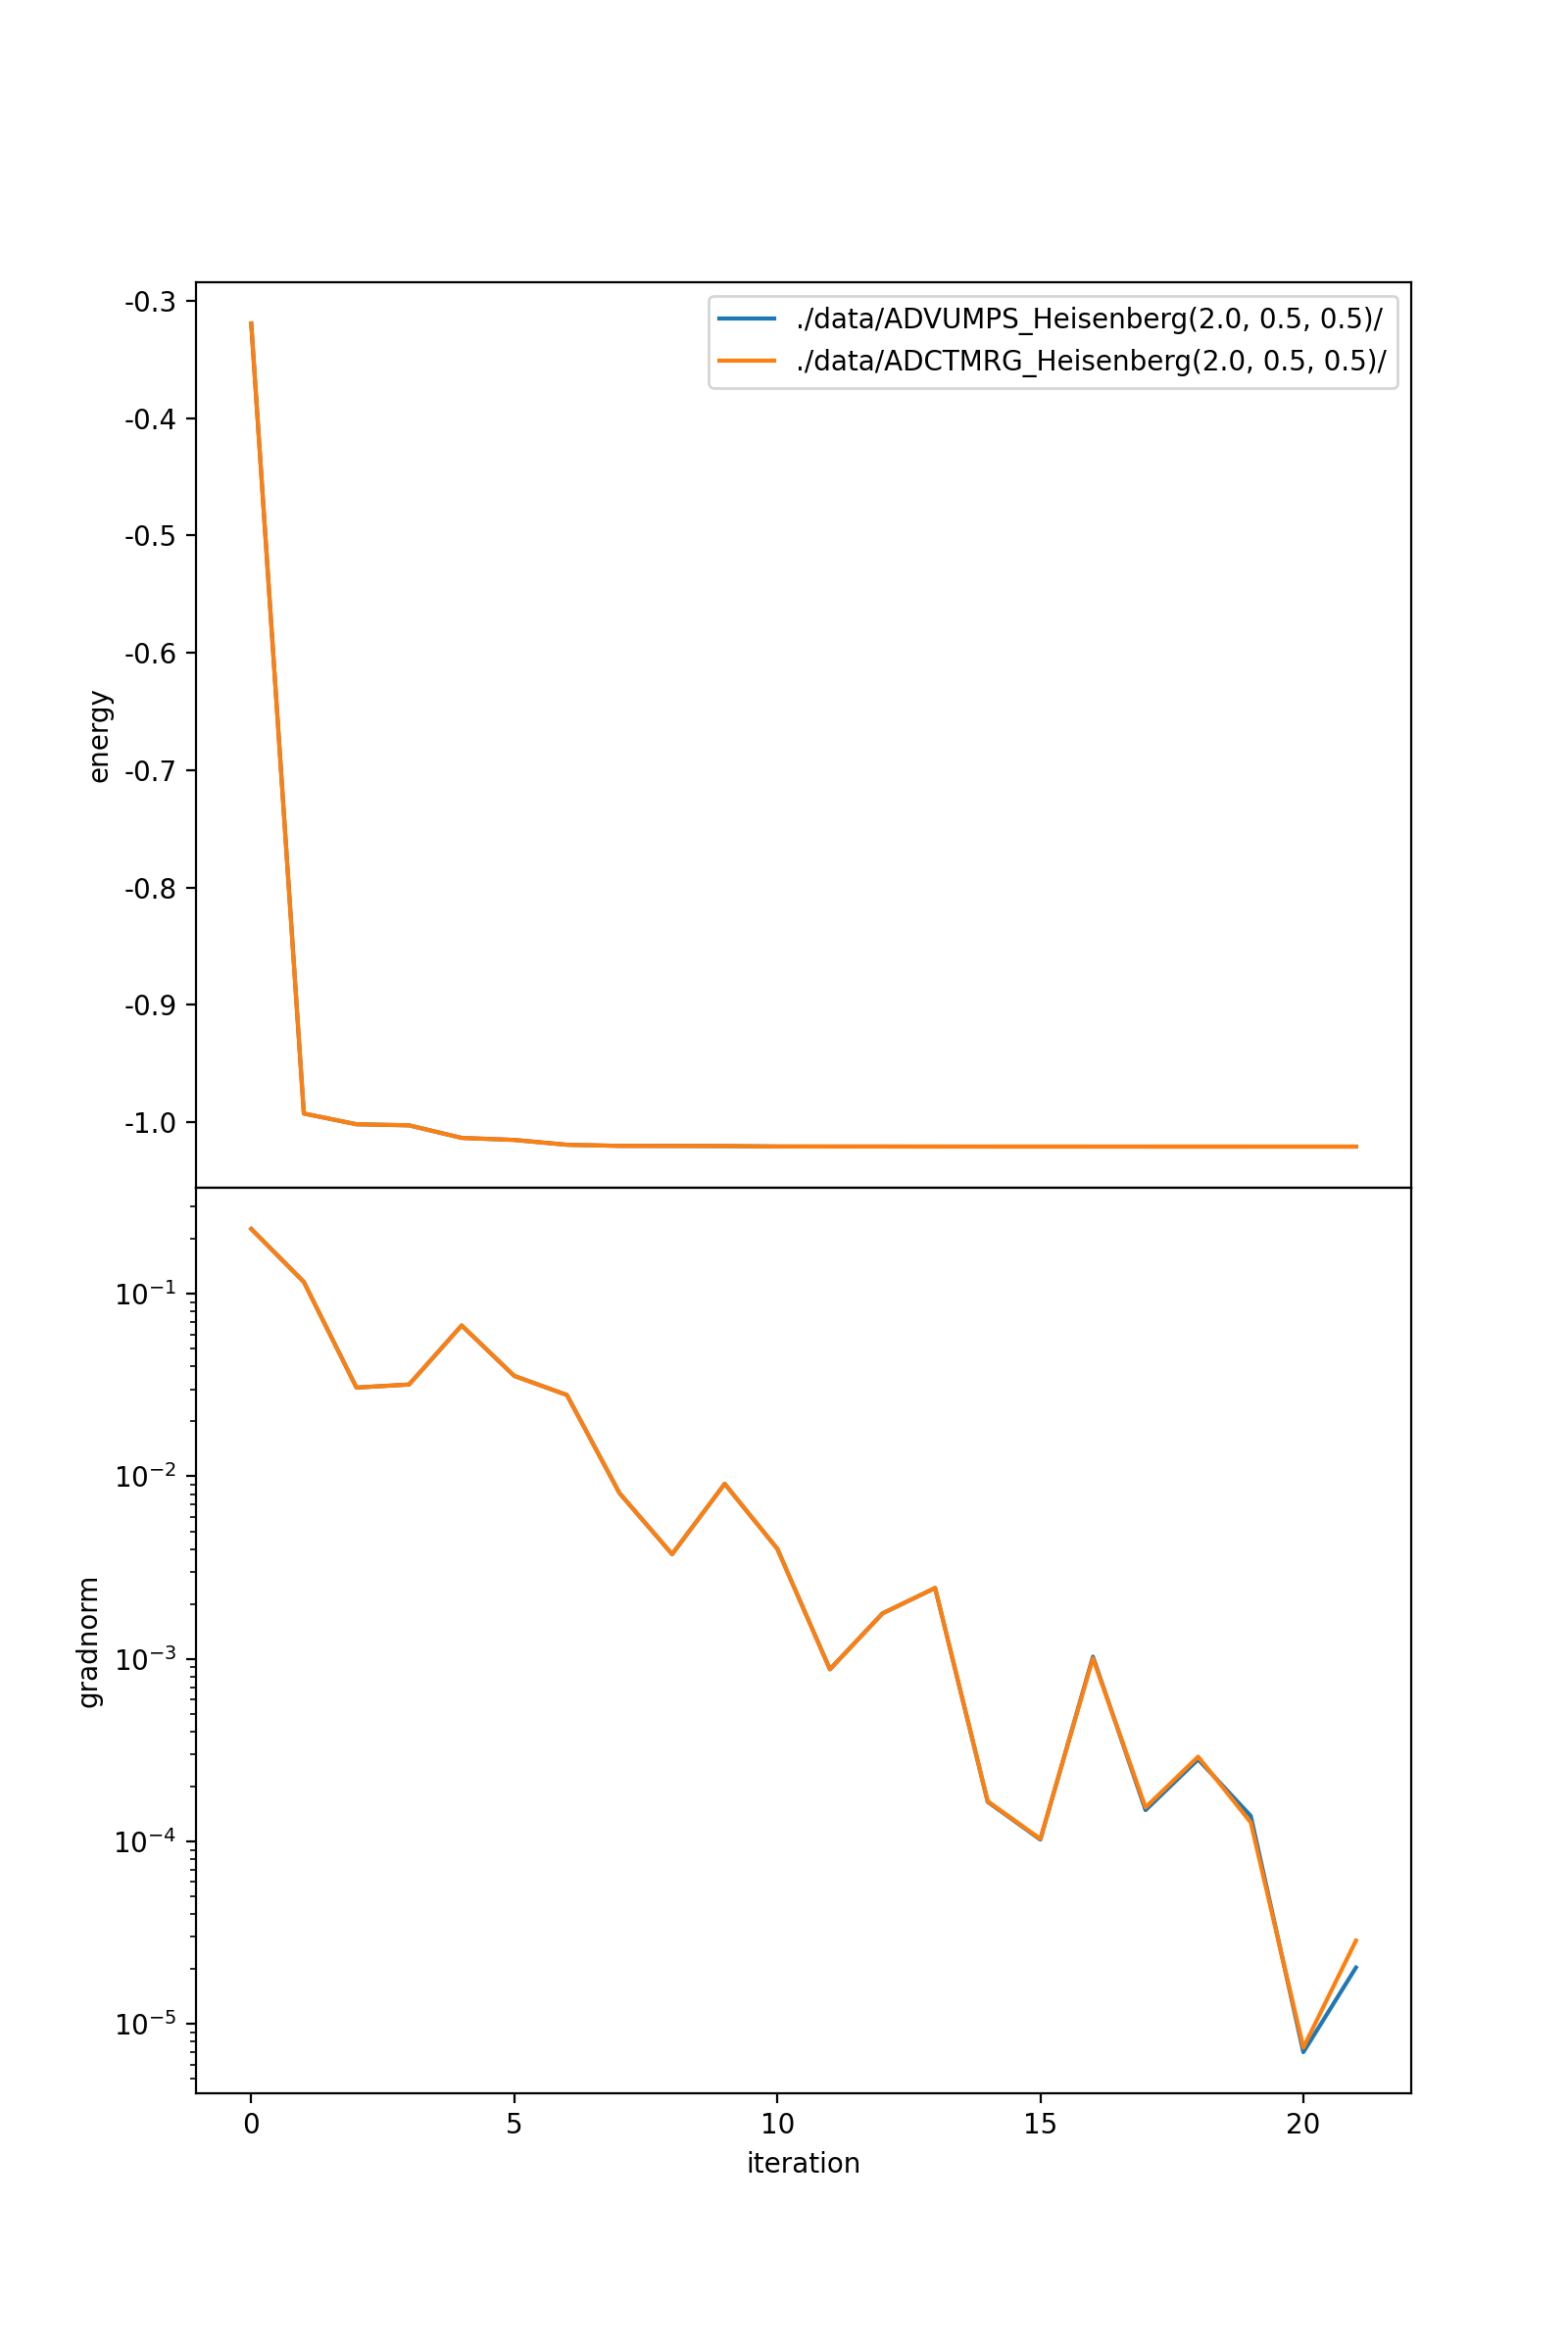 -0.3
-0.4
-0.5
-0.6
-0.7
-0.8
-0.9
-1.0
energy
./data/ADVUMPS_Heisenberg(2.0, 0.5, 0.5)/
./data/ADCTMRG_Heisenberg(2.0, 0.5, 0.5)/
10⁻¹
10⁻²
10⁻³
10⁻⁴
10⁻⁵
gradnorm
0 5 10 15 20
iteration